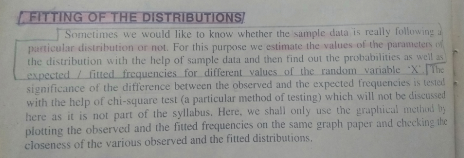 FITTING OF THE DISTRIBUTIONS
Sometimes we would like to know whether the sample data is really following a
particular distribution or not. For this purpose we estimate the values of the parameters of
the distribution with the help of sample data and then find out the probabilities as well as
expected / fitted frequencies for different values of the random variable 'X'. The
significance of the difference between the observed and the expected frequencies is tested
with the help of chi-square test (a particular method of testing) which will not be discussed
here as it is not part of the syllabus. Here, we shall only use the graphical method by
plotting the observed and the fitted frequencies on the same graph paper and checking the
closeness of the various observed and the fitted distributions.